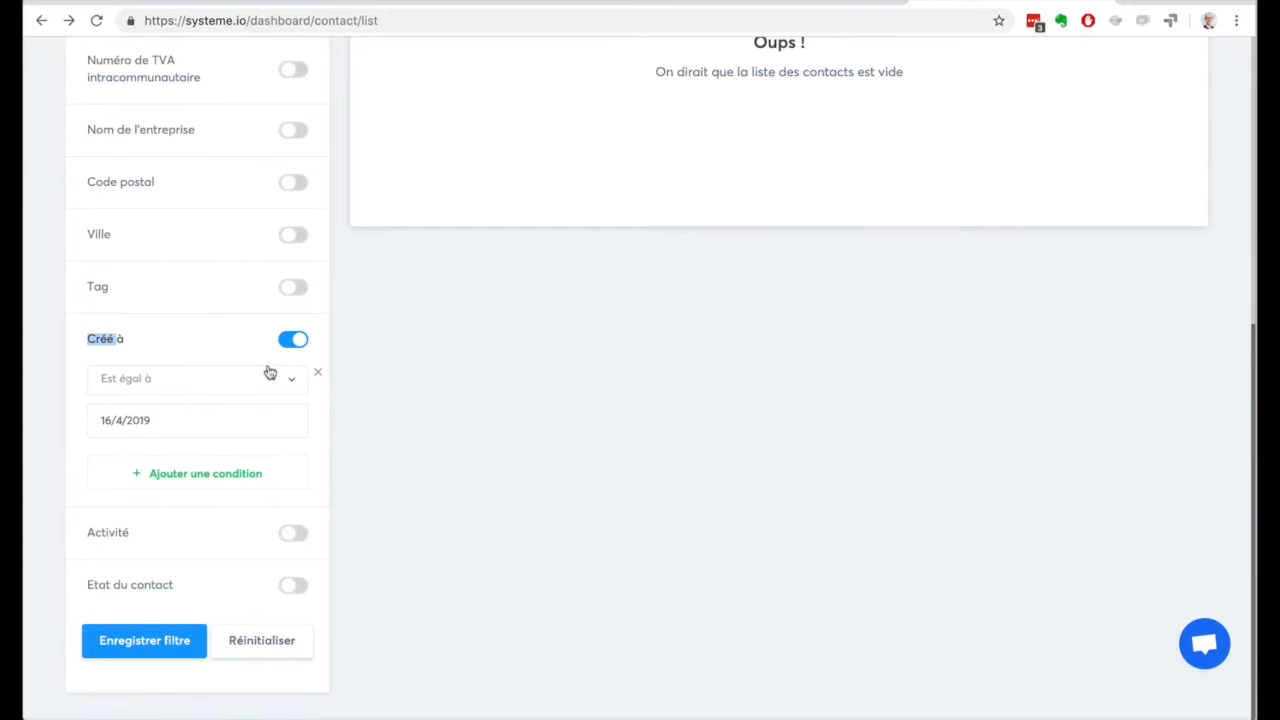 https://systeme.io/dashboard/contact/list
3
Numéro de TVA
intracommunautaire
Nom de l'entreprise
Code postal
Ville
Tag
Créé à
Est égal à
16/4/2019
+ Ajouter une condition
Activité
Etat du contact
Enregistrer filtre
Réinitialiser
Oups !
On dirait que la liste des contacts est vide